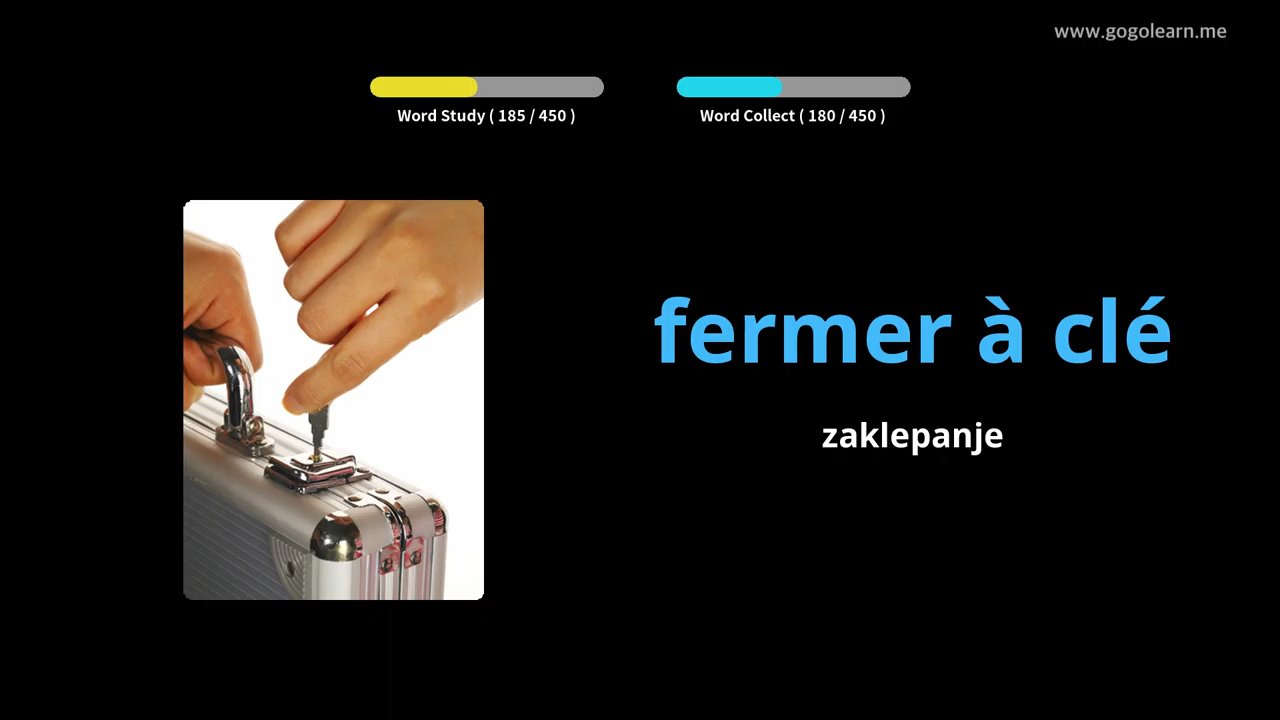 www.gogolearn.me
Word Study ( 185 / 450 )
Word Collect ( 180 / 450 )
fermer à clé
zaklepanje